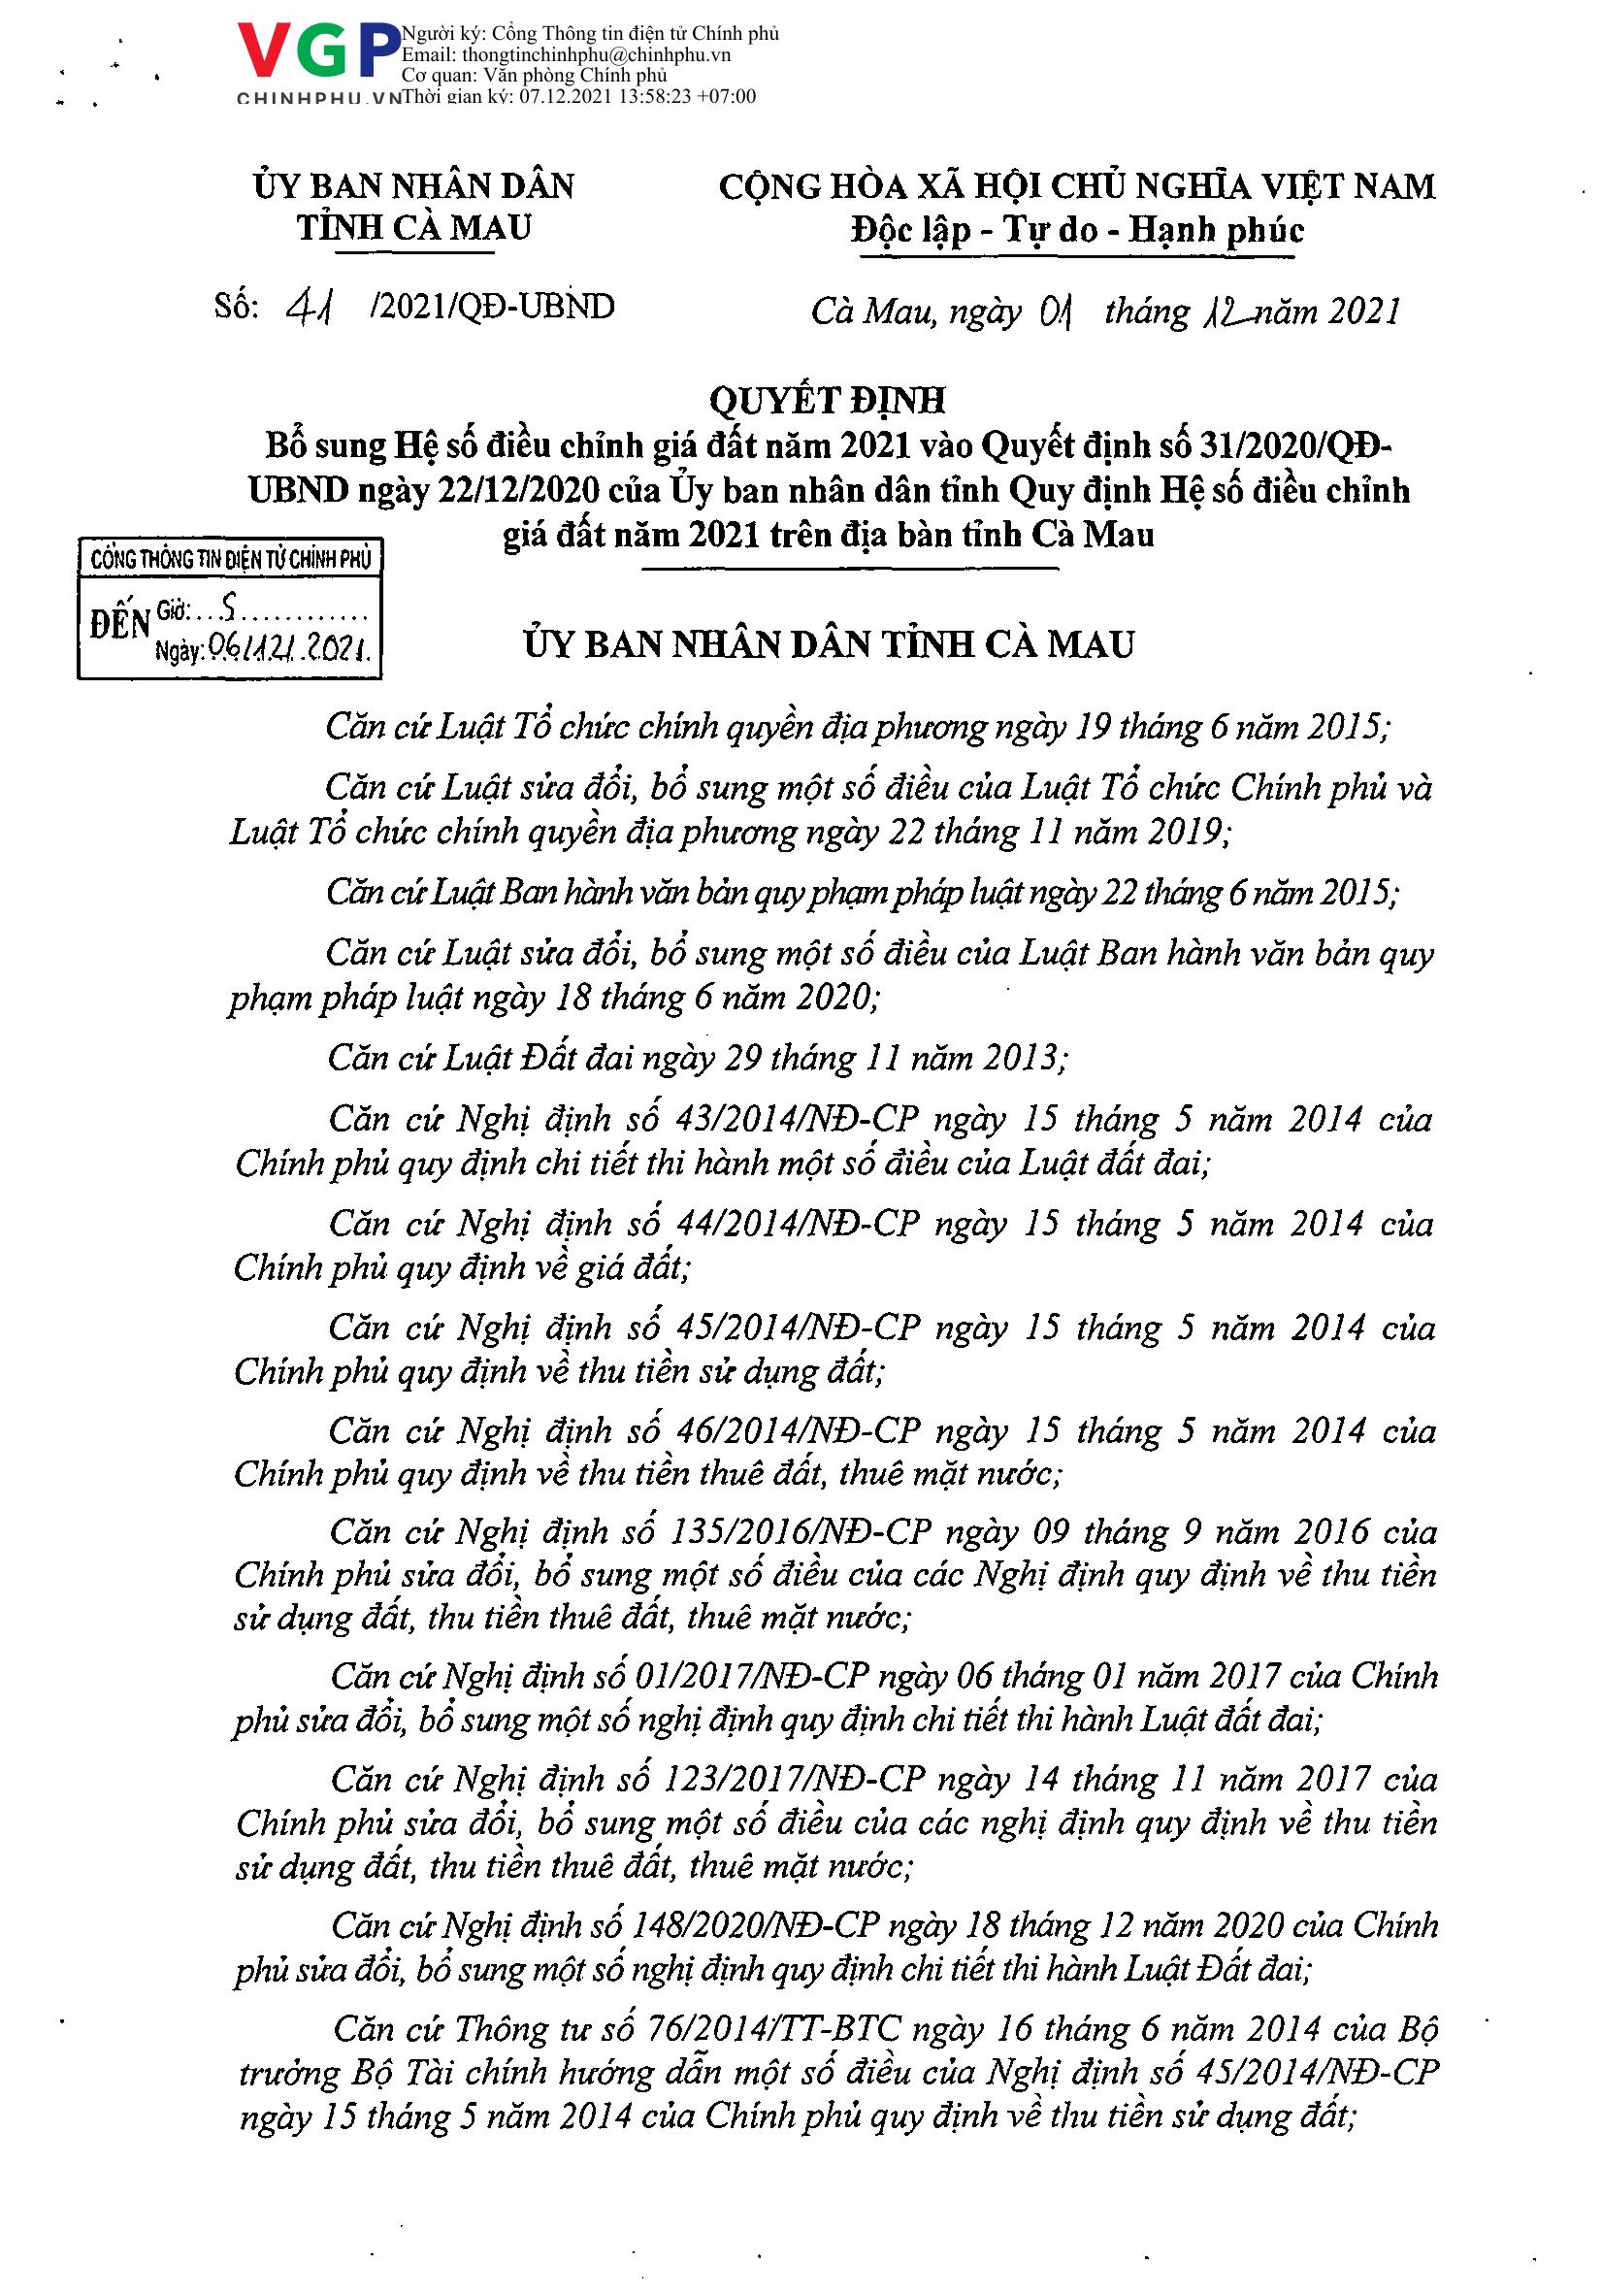 VGP
CHINHPHU.VN
Người ký: Cổng Thông tin điện tử Chính phủ
Email: thongtinchinhphu@chinhphu.vn
Cơ quan: Văn phòng Chính phủ
Thời gian ký: 07.12.2021 13:58:23 +07:00
ỦY BAN NHÂN DÂN
TỈNH CÀ MAU
CỘNG HÒA XÃ HỘI CHỦ NGHĨA VIỆT NAM
Độc lập - Tự do - Hạnh phúc
Số: 41 /2021/QĐ-UBND
Cà Mau, ngày 01 tháng 12 năm 2021
QUYẾT ĐỊNH
Bổ sung Hệ số điều chỉnh giá đất năm 2021 vào Quyết định số 31/2020/QĐ-
UBND ngày 22/12/2020 của Ủy ban nhân dân tỉnh Quy định Hệ số điều chỉnh
giá đất năm 2021 trên địa bàn tỉnh Cà Mau
CỔNG THÔNG TIN ĐIỆN TỬ CHÍNH PHỦ
ĐẾN Giờ:...S.............
Ngày:06/12/.2021.
ỦY BAN NHÂN DÂN TỈNH CÀ MAU
Căn cứ Luật Tổ chức chính quyền địa phương ngày 19 tháng 6 năm 2015;
Căn cứ Luật sửa đổi, bổ sung một số điều của Luật Tổ chức Chính phủ và
Luật Tổ chức chính quyền địa phương ngày 22 tháng 11 năm 2019;
Căn cứ Luật Ban hành văn bản quy phạm pháp luật ngày 22 tháng 6 năm 2015;
Căn cứ Luật sửa đổi, bổ sung một số điều của Luật Ban hành văn bản quy
phạm pháp luật ngày 18 tháng 6 năm 2020;
Căn cứ Luật Đất đai ngày 29 tháng 11 năm 2013;
Căn cứ Nghị định số 43/2014/NĐ-CP ngày 15 tháng 5 năm 2014 của
Chính phủ quy định chi tiết thi hành một số điều của Luật đất đai;
Căn cứ Nghị định số 44/2014/NĐ-CP ngày 15 tháng 5 năm 2014 của
Chính phủ quy định về giá đất;
Căn cứ Nghị định số 45/2014/NĐ-CP ngày 15 tháng 5 năm 2014 của
Chính phủ quy định về thu tiền sử dụng đất;
Căn cứ Nghị định số 46/2014/NĐ-CP ngày 15 tháng 5 năm 2014 của
Chính phủ quy định về thu tiền thuê đất, thuê mặt nước;
Căn cứ Nghị định số 135/2016/NĐ-CP ngày 09 tháng 9 năm 2016 của
Chính phủ sửa đổi, bổ sung một số điều của các Nghị định quy định về thu tiền
sử dụng đất, thu tiền thuê đất, thuê mặt nước;
Căn cứ Nghị định số 01/2017/NĐ-CP ngày 06 tháng 01 năm 2017 của Chính
phủ sửa đổi, bổ sung một số nghị định quy định chi tiết thi hành Luật đất đai;
Căn cứ Nghị định số 123/2017/NĐ-CP ngày 14 tháng 11 năm 2017 của
Chính phủ sửa đổi, bổ sung một số điều của các nghị định quy định về thu tiền
sử dụng đất, thu tiền thuê đất, thuê mặt nước;
Căn cứ Nghị định số 148/2020/NĐ-CP ngày 18 tháng 12 năm 2020 của Chính
phủ sửa đổi, bổ sung một số nghị định quy định chi tiết thi hành Luật Đất đai;
Căn cứ Thông tư số 76/2014/TT-BTC ngày 16 tháng 6 năm 2014 của Bộ
trưởng Bộ Tài chính hướng dẫn một số điều của Nghị định số 45/2014/NĐ-CP
ngày 15 tháng 5 năm 2014 của Chính phủ quy định về thu tiền sử dụng đất;